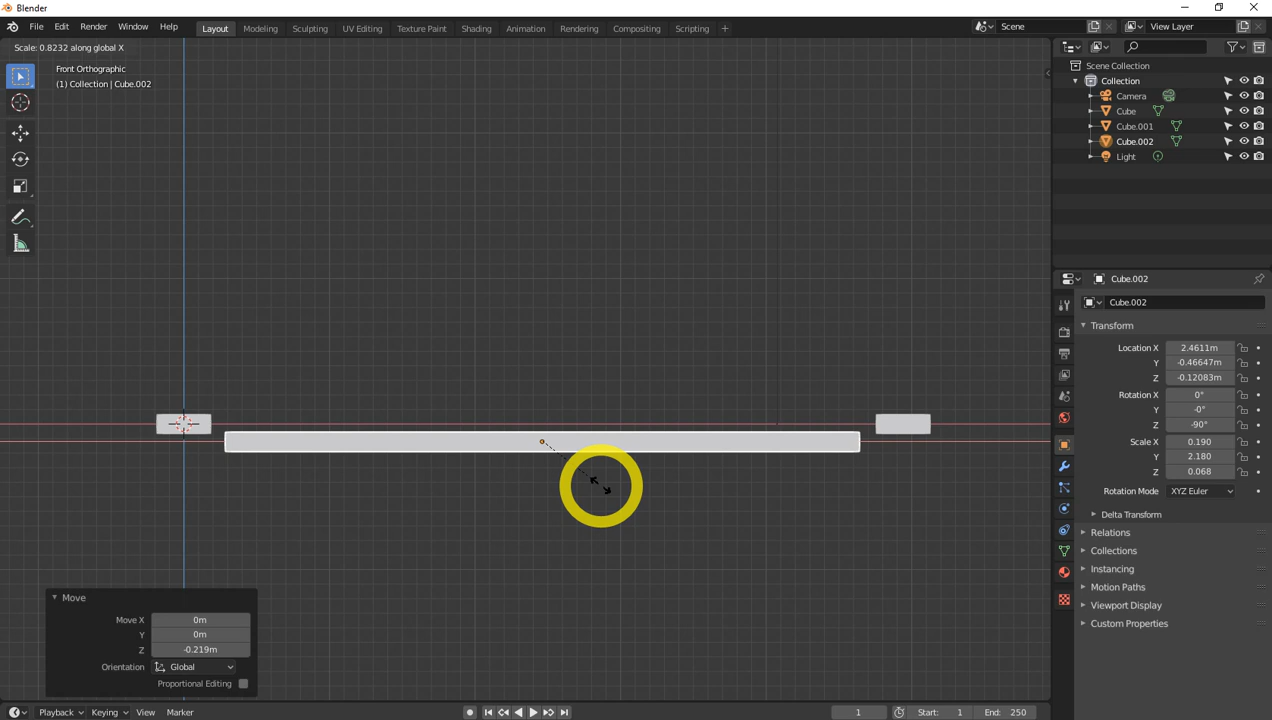 Blender
File Edit Render Window Help Layout Modeling Sculpting UV Editing Texture Paint Shading Animation Rendering Compositing Scripting + Scene View Layer
Scale: 0.8232 along global X
Front Orthographic
(1) Collection | Cube.002
Scene Collection
Collection
Camera
Cube
Cube.001
Cube.002
Light
Cube.002
Cube.002
Transform
Location X 2.4611m
Y -0.46647m
Z -0.12083m
Rotation X 0°
Y -0°
Z -90°
Scale X 0.190
Y 2.180
Z 0.068
Rotation Mode XYZ Euler
Delta Transform
Relations
Collections
Instancing
Motion Paths
Viewport Display
Custom Properties
Move
Move X 0m
Y 0m
Z -0.219m
Orientation Global
Proportional Editing
Playback Keying View Marker 1 Start: 1 End: 250